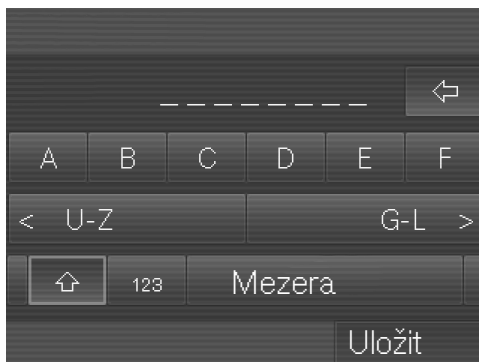 _ _ _ _ _ _ _ _ _
A B C D E F
< U-Z G-L >
123 Mezera
Uložit